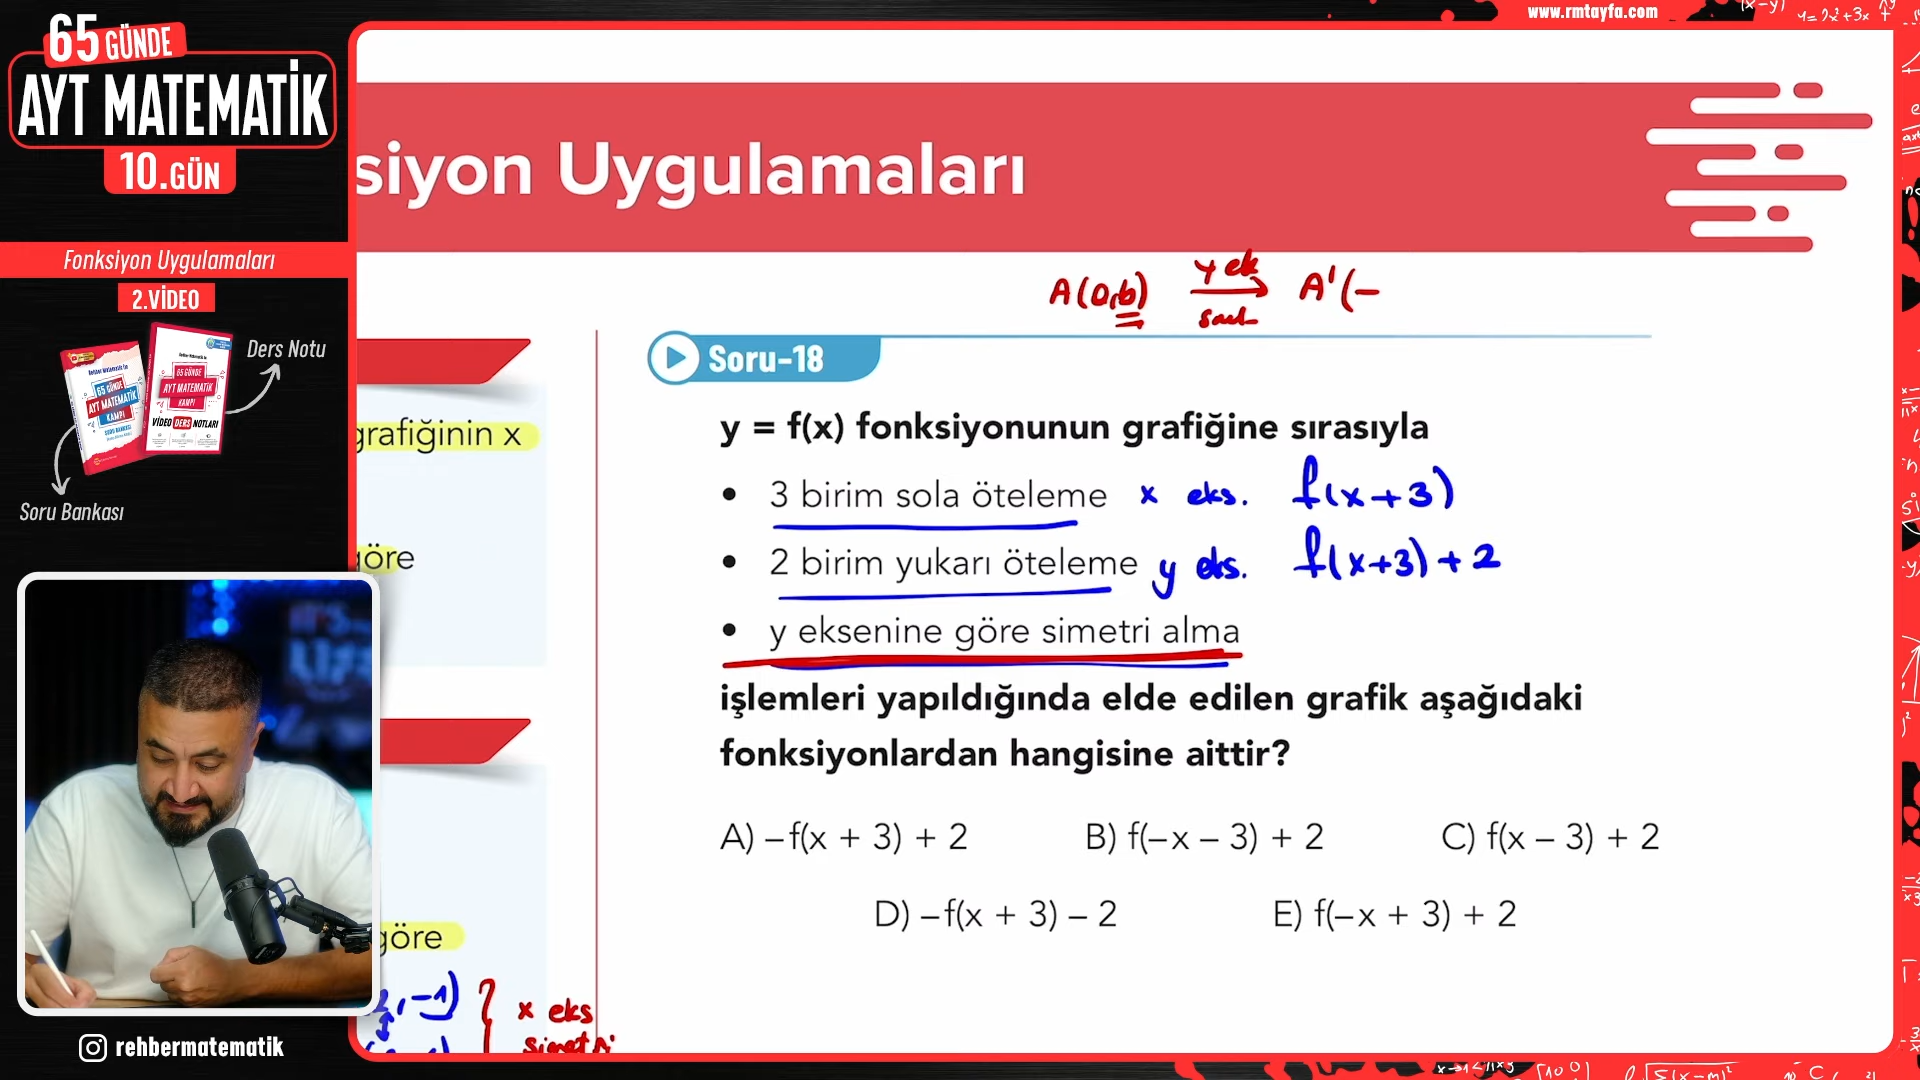 65 GÜNDE
AYT MATEMATİK
10.GÜN
Fonksiyon Uygulamaları
2.VİDEO
Ders Notu
Soru Bankası
rehbermatematik
www.rmtayfa.com
siyon Uygulamaları
A(a,b) y ek A'(-
Soru-18
grafiğinin x
göre
y = f(x) fonksiyonunun grafiğine sırasıyla
• 3 birim sola öteleme x eks. f(x+3)
• 2 birim yukarı öteleme y eks. f(x+3)+2
• y eksenine göre simetri alma
işlemleri yapıldığında elde edilen grafik aşağıdaki
fonksiyonlardan hangisine aittir?
A) –f(x + 3) + 2 B) f(–x – 3) + 2 C) f(x – 3) + 2
D) –f(x + 3) – 2 E) f(–x + 3) + 2
göre
, -1) } x eks